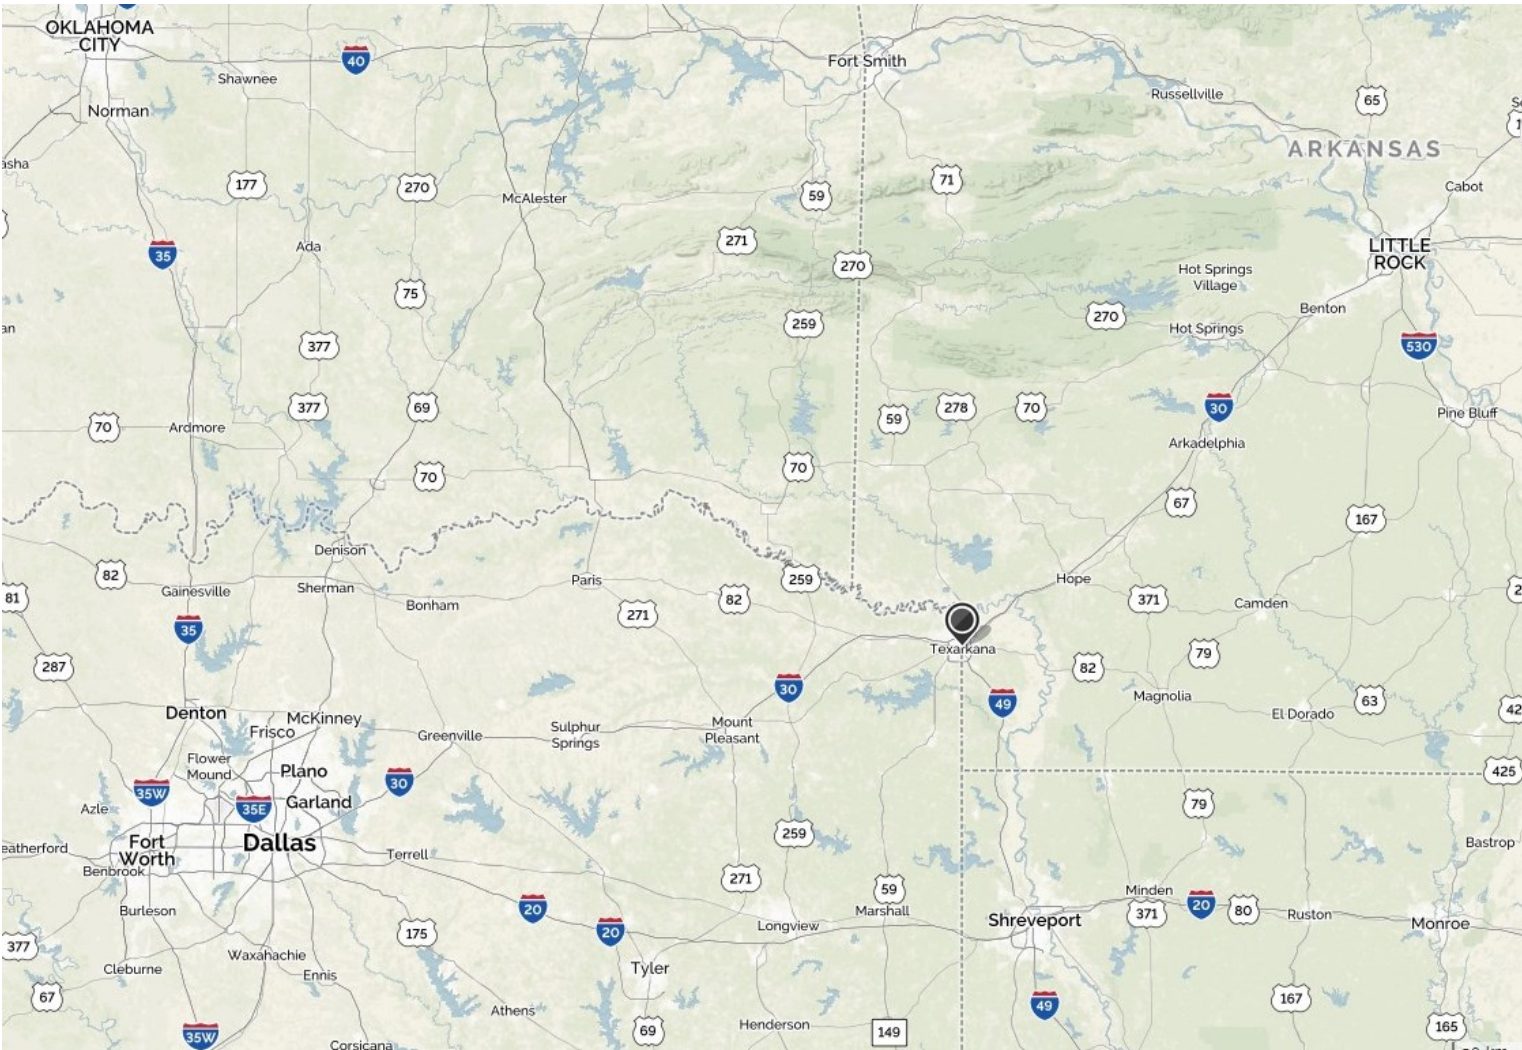 OKLAHOMA
CITY
40
Shawnee
Fort Smith
Russellville
65
Norman
ARKANSAS
asha
177
270
McAlester
59
71
Cabot
35
Ada
271
270
LITTLE
ROCK
75
Hot Springs
Village
an
377
259
270
Benton
Hot Springs
530
70
377
69
59
278
70
30
Pine Bluff
Ardmore
Arkadelphia
70
70
67
167
Denison
82
Gainesville
Sherman
Paris
259
Hope
81
Bonham
271
82
371
Camden
35
Texarkana
287
30
82
79
Denton
McKinney
Frisco
49
Magnolia
63
El Dorado
42
Greenville
Sulphur
Springs
Mount
Pleasant
Flower
Mound
Plano
30
425
35W
35E
Garland
79
Azle
Dallas
259
eatherford
Fort
Worth
Terrell
Bastrop
Benbrook
271
59
Minden
20
Burleson
20
Marshall
Shreveport
371
80
Ruston
Monroe
377
175
20
Longview
Waxahachie
Cleburne
Ennis
Tyler
67
Athens
49
167
35W
69
Henderson
149
165
Corsicana